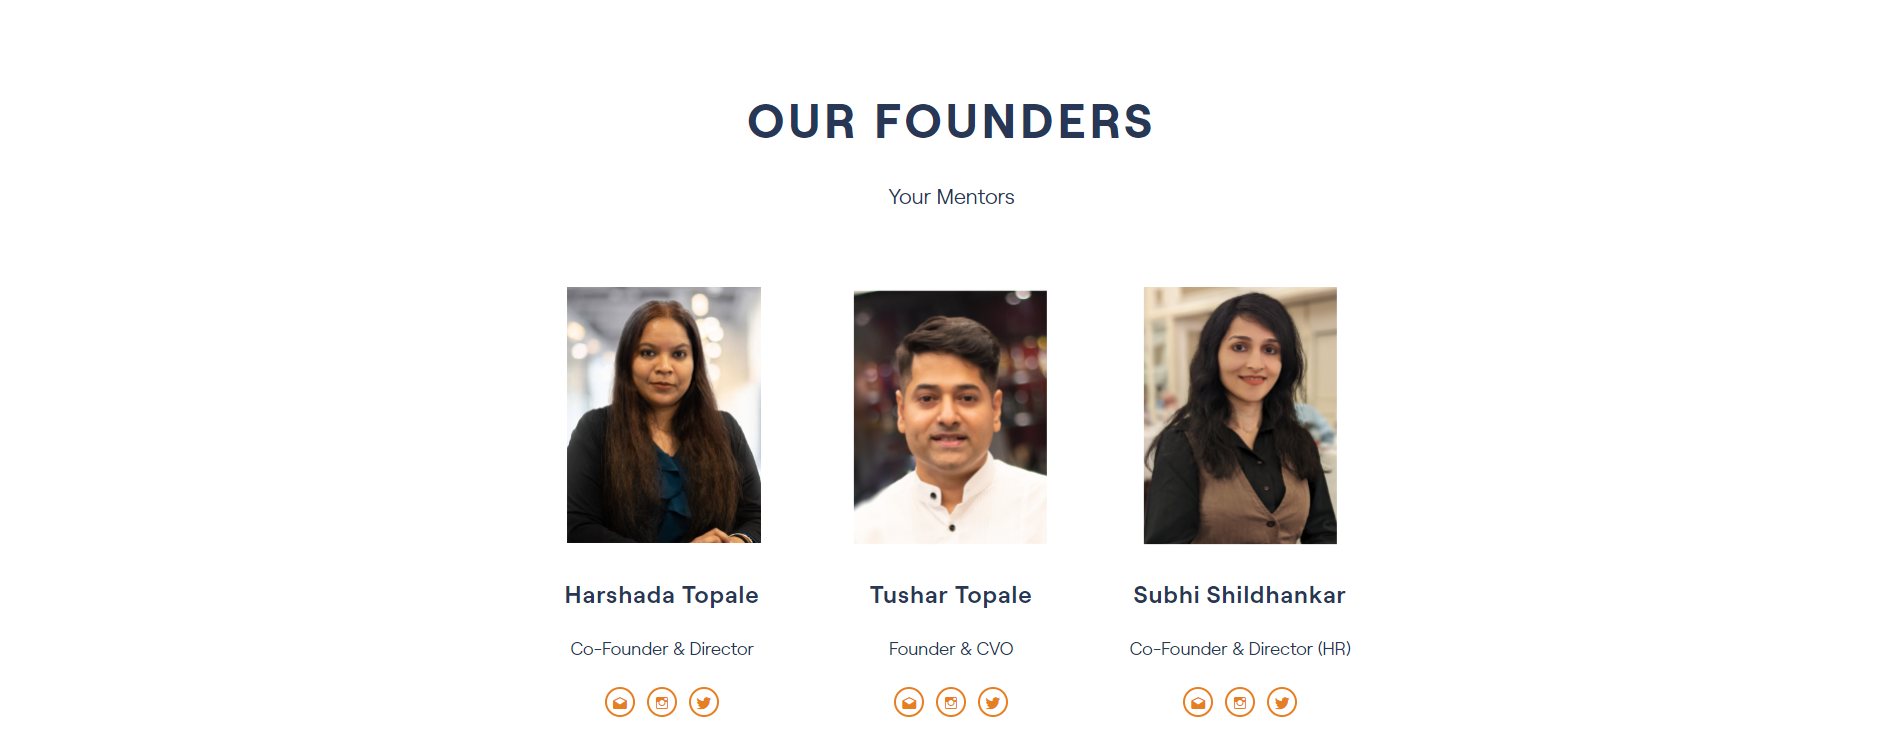 OUR FOUNDERS
Your Mentors
Harshada Topale
Tushar Topale
Subhi Shildhankar
Co-Founder & Director
Founder & CVO
Co-Founder & Director (HR)